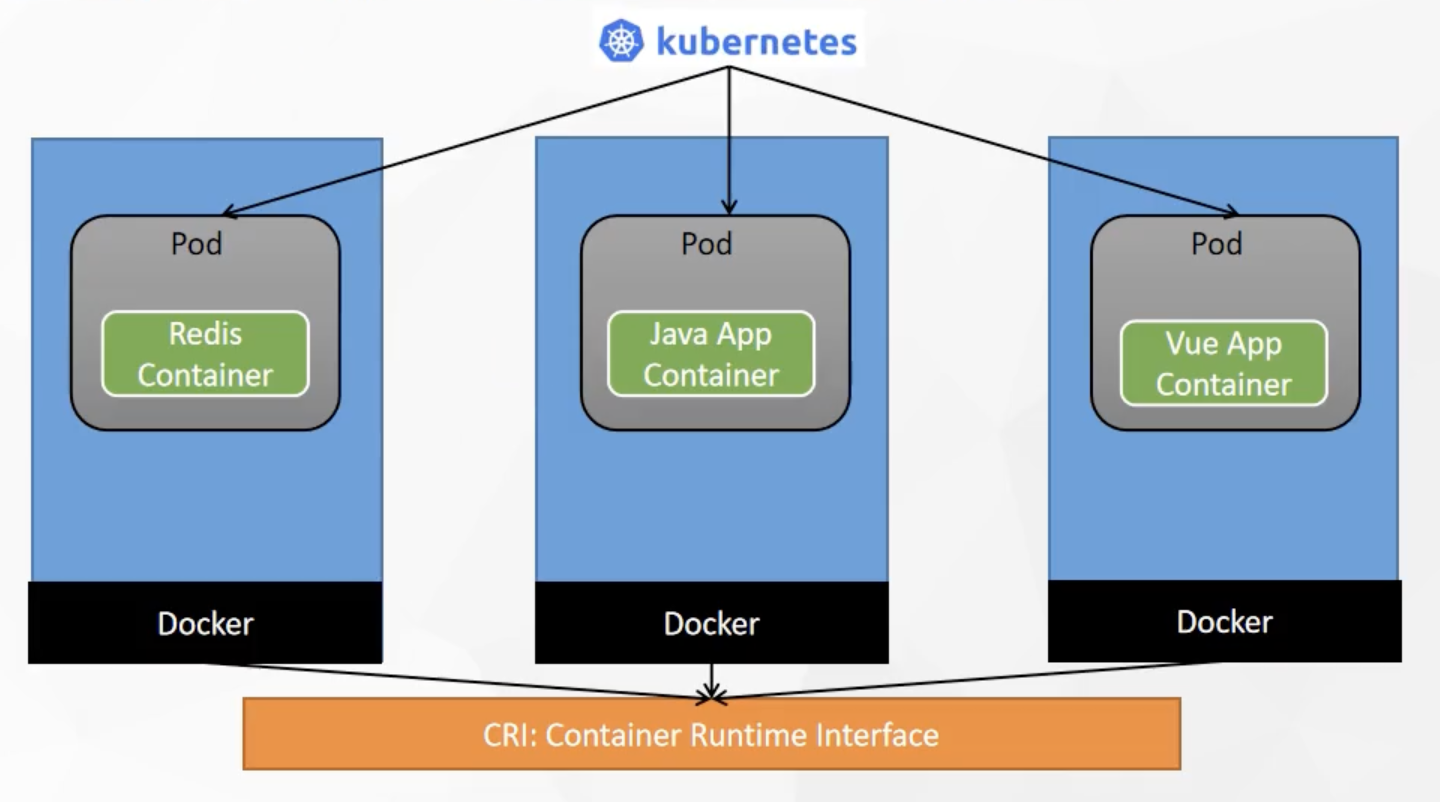 kubernetes
Pod
Redis
Container
Pod
Java App
Container
Pod
Vue App
Container
Docker
Docker
Docker
CRI: Container Runtime Interface